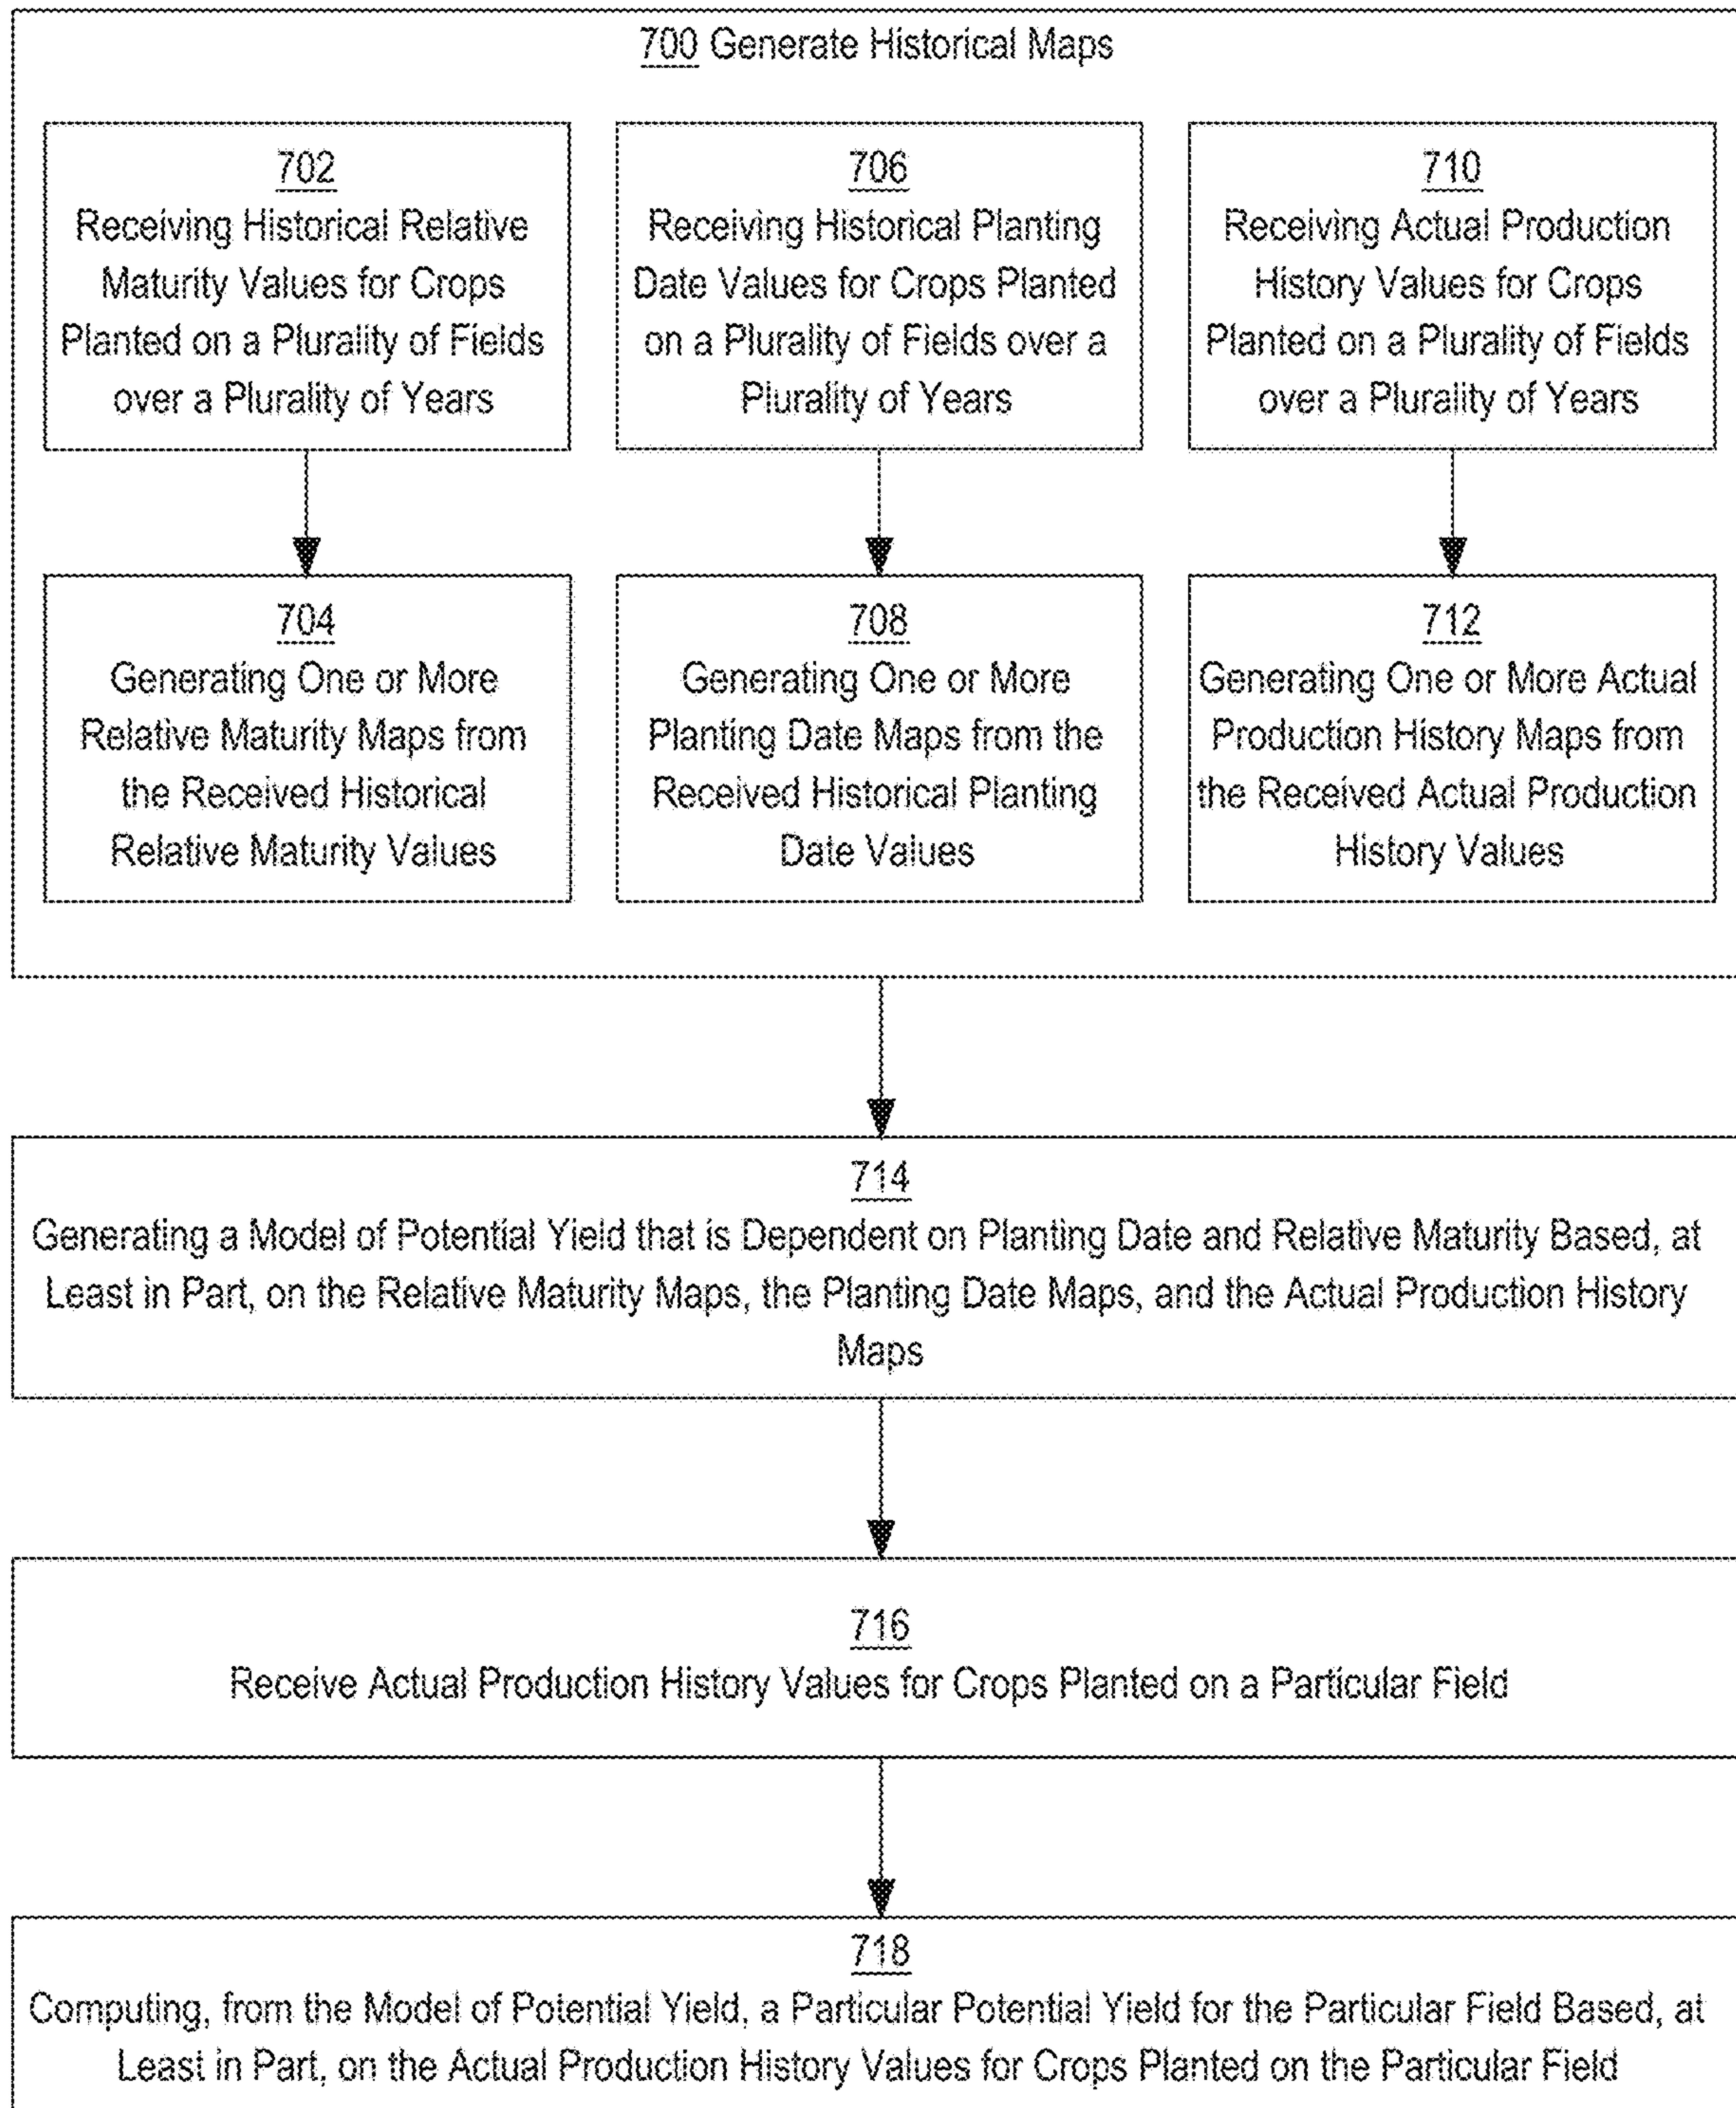 700 Generate Historical Maps
702
Receiving Historical Relative
Maturity Values for Crops
Planted on a Plurality of Fields
over a Plurality of Years
706
Receiving Historical Planting
Date Values for Crops Planted
on a Plurality of Fields over a
Plurality of Years
710
Receiving Actual Production
History Values for Crops
Planted on a Plurality of Fields
over a Plurality of Years
704
Generating One or More
Relative Maturity Maps from
the Received Historical
Relative Maturity Values
708
Generating One or More
Planting Date Maps from the
Received Historical Planting
Date Values
712
Generating One or More Actual
Production History Maps from
the Received Actual Production
History Values
714
Generating a Model of Potential Yield that is Dependent on Planting Date and Relative Maturity Based, at
Least in Part, on the Relative Maturity Maps, the Planting Date Maps, and the Actual Production History
Maps
716
Receive Actual Production History Values for Crops Planted on a Particular Field
718
Computing, from the Model of Potential Yield, a Particular Potential Yield for the Particular Field Based, at
Least in Part, on the Actual Production History Values for Crops Planted on the Particular Field